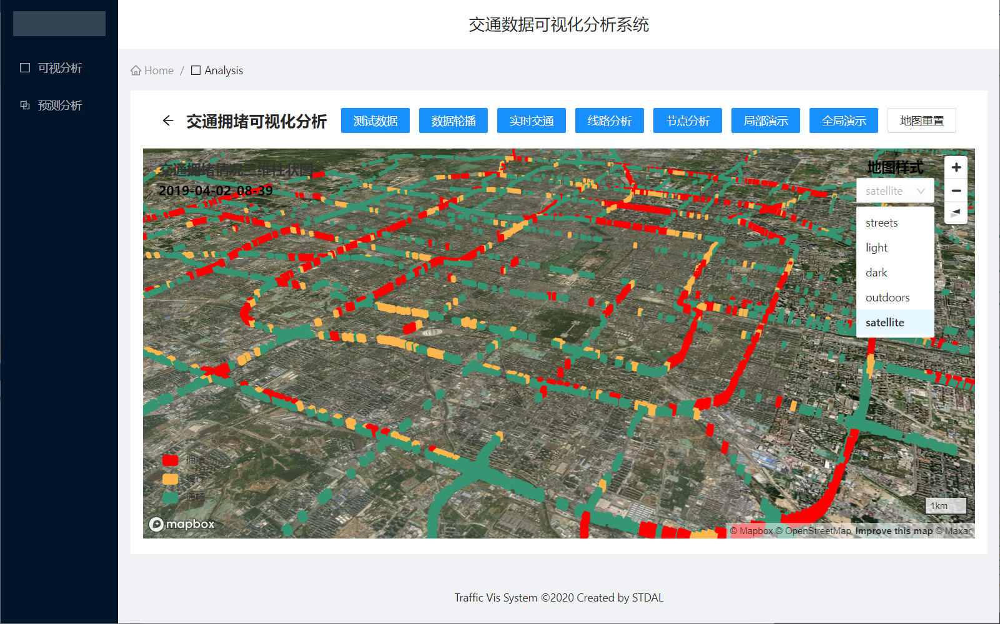 交通数据可视化分析系统
可视分析
预测分析
Home / Analysis
交通拥堵可视化分析
测试数据
数据轮播
实时交通
线路分析
节点分析
局部演示
全局演示
地图重置
交通拥堵情况三维柱状图
2019-04-02_08-39
地图样式
satellite
streets
light
dark
outdoors
satellite
拥堵
缓行
通畅
mapbox
1km
© Mapbox © OpenStreetMap Improve this map © Maxar
Traffic Vis System ©2020 Created by STDAL